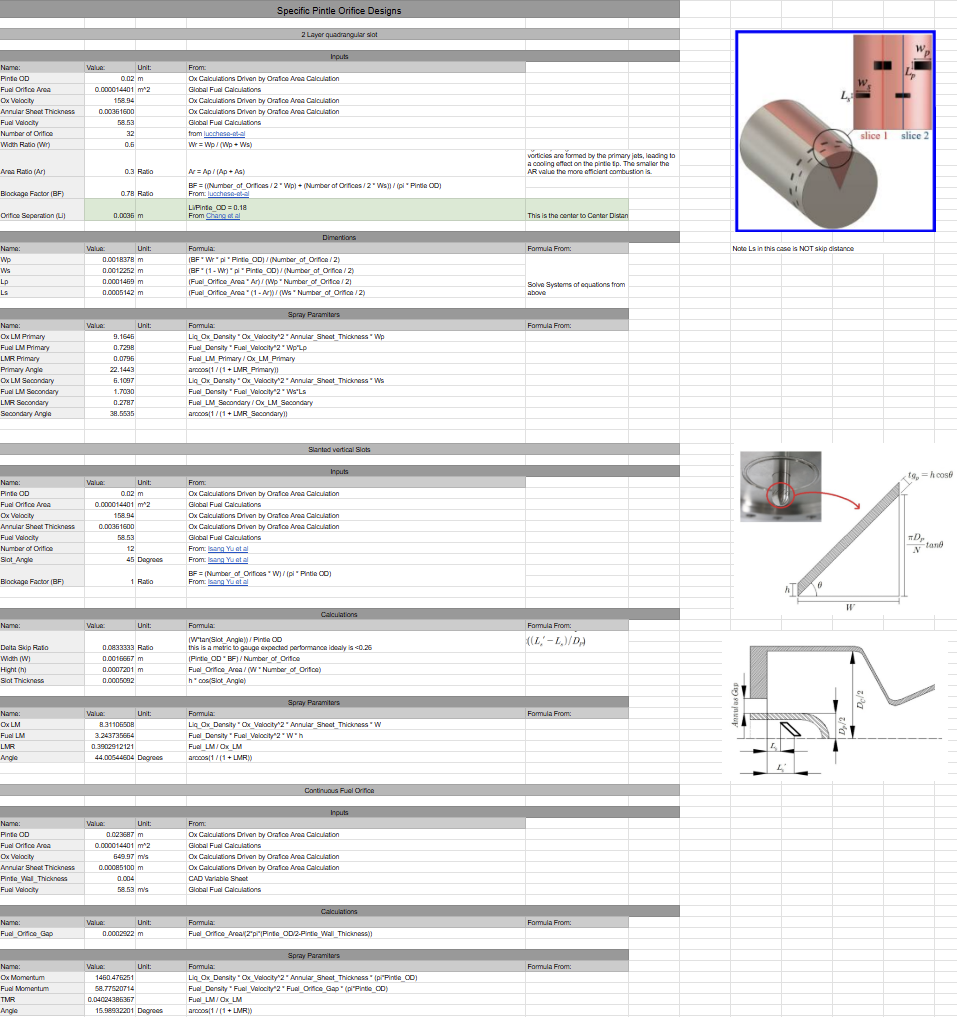 Specific Pintle Orifice Designs
2 Layer quadrangular slot
Inputs
Name: Value: Unit: From:
Pintle OD 0.02 m Ox Calculations Driven by Orafice Area Calculation
Fuel Orifice Area 0.000014401 m^2 Global Fuel Calculations
Ox Velocity 158.94 Ox Calculations Driven by Orafice Area Calculation
Annular Sheet Thickness 0.00361600 Ox Calculations Driven by Orafice Area Calculation
Fuel Velocity 58.53 Global Fuel Calculations
Number of Orifice 32 from lucchese-et-al
Width Ratio (Wr) 0.6 Wr = Wp / (Wp + Ws)
vorticies are formed by the primary jets, leading to
a cooling effect on the pintle tip. The smaller the
AR value the more efficient combustion is.
Area Ratio (Ar) 0.3 Ratio Ar = Ap / (Ap + As)
BF = ((Number_of_Orifices / 2 * Wp) + (Number of Orifices / 2 * Ws)) / (pi * Pintle OD)
Blockage Factor (BF) 0.78 Ratio From: lucchese-et-al
Li/Pintle_OD = 0.18
Orifice Seperation (Li) 0.0036 m From Chang et al This is the center to Center Distan
Dimentions
Name: Value: Unit: Formula: Formula From:
Wp 0.0018378 m (BF * Wr * pi * Pintle_OD) / (Number_of_Orifice / 2)
Ws 0.0012252 m (BF * (1 - Wr) * pi * Pintle_OD) / (Number_of_Orifice / 2)
Lp 0.0001469 m (Fuel_Orifice_Area * Ar) / (Wp * Number_of_Orifice / 2)
Ls 0.0005142 m (Fuel_Orifice_Area * (1 - Ar)) / (Ws * Number_of_Orifice / 2)
Solve Systems of equations from
above
Spray Paramiters
Name: Value: Unit: Formula: Formula From:
Ox LM Primary 9.1646 Liq_Ox_Density * Ox_Velocity^2 * Annular_Sheet_Thickness * Wp
Fuel LM Primary 0.7298 Fuel_Density * Fuel_Velocity^2 * Wp*Lp
LMR Primary 0.0796 Fuel_LM_Primary / Ox_LM_Primary
Primary Angle 22.1443 arccos(1 / (1 + LMR_Primary))
Ox LM Secondary 6.1097 Liq_Ox_Density * Ox_Velocity^2 * Annular_Sheet_Thickness * Ws
Fuel LM Secondary 1.7030 Fuel_Density * Fuel_Velocity^2 * Ws*Ls
LMR Secondary 0.2787 Fuel_LM_Secondary / Ox_LM_Secondary
Secondary Angle 38.5535 arccos(1 / (1 + LMR_Secondary))
wp
Lp
ws
Ls
slice 1 slice 2
Note Ls in this case is NOT skip distance
Slanted vertical Slots
Inputs
Name: Value: Unit: From:
Pintle OD 0.02 m Ox Calculations Driven by Orafice Area Calculation
Fuel Orifice Area 0.000014401 m^2 Global Fuel Calculations
Ox Velocity 158.94 Ox Calculations Driven by Orafice Area Calculation
Annular Sheet Thickness 0.00361600 Ox Calculations Driven by Orafice Area Calculation
Fuel Velocity 58.53 Global Fuel Calculations
Number of Orifice 12 From: Isang Yu et al
Slot_Angle 45 Degrees From: Isang Yu et al
BF = (Number_of_Orifices * W) / (pi * Pintle OD)
Blockage Factor (BF) 1 Ratio From: Isang Yu et al
Calculations
Name: Value: Unit: Formula: Formula From:
(W*tan(Slot_Angle)) / Pintle OD
Delta Skip Ratio 0.0833333 Ratio this is a metric to gauge expected performance idealy is <0.26
((Ls' − Ls)/Dp)
Width (W) 0.0016667 m (Pintle_OD * BF) / Number_of_Orifice
Hight (h) 0.0007201 m Fuel_Orifice_Area / (W * Number_of_Orifice)
Slot Thickness 0.0005092 h * cos(Slot_Angle)
Spray Paramiters
Name: Value: Unit: Formula: Formula From:
Ox LM 8.31106508 Liq_Ox_Density * Ox_Velocity^2 * Annular_Sheet_Thickness * W
Fuel LM 3.243735664 Fuel_Density * Fuel_Velocity^2 * W * h
LMR 0.3902912121 Fuel_LM / Ox_LM
Angle 44.00544604 Degrees arccos(1 / (1 + LMR))
tgp = h cosθ
πDp/N tanθ
h
θ
W
Annulus Gap
Dc/2
Dp/2
Ls
Ls'
Continuous Fuel Orifice
Inputs
Name: Value: Unit: From:
Pintle OD 0.023687 m Ox Calculations Driven by Orafice Area Calculation
Fuel Orifice Area 0.000014401 m^2 Global Fuel Calculations
Ox Velocity 649.97 m/s Ox Calculations Driven by Orafice Area Calculation
Annular Sheet Thickness 0.00085100 m Ox Calculations Driven by Orafice Area Calculation
Pintle_Wall_Thickness 0.004 CAD Variable Sheet
Fuel Velocity 58.53 m/s Global Fuel Calculations
Calculations
Name: Value: Unit: Formula: Formula From:
Fuel_Orifice_Gap 0.0002922 m Fuel_Orifice_Area/(2*pi*(Pintle_OD/2-Pintle_Wall_Thickness))
Spray Paramiters
Name: Value: Unit: Formula: Formula From:
Ox Momentum 1460.476251 Liq_Ox_Density * Ox_Velocity^2 * Annular_Sheet_Thickness * (pi*Pintle_OD)
Fuel Momentum 58.77520714 Fuel_Density * Fuel_Velocity^2 * Fuel_Orifice_Gap * (pi*Pintle_OD)
TMR 0.04024386367 Fuel_LM / Ox_LM
Angle 15.98932201 Degrees arccos(1 / (1 + LMR))